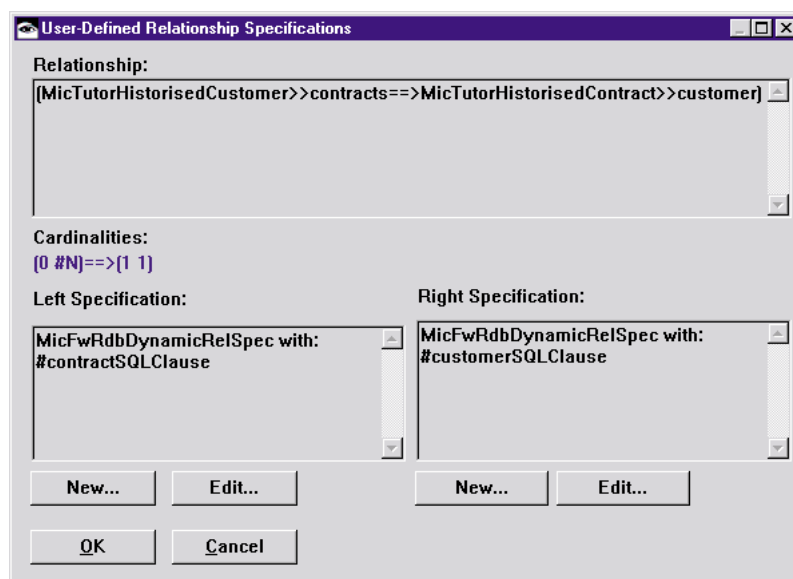 User-Defined Relationship Specifications
Relationship:
(MicTutorHistorisedCustomer>>contracts==>MicTutorHistorisedContract>>customer)
Cardinalities:
(0 #N)==>(1 1)
Left Specification:
Right Specification:
MicFwRdbDynamicRelSpec with:
#contractSQLClause
MicFwRdbDynamicRelSpec with:
#customerSQLClause
New...
Edit...
New...
Edit...
OK
Cancel